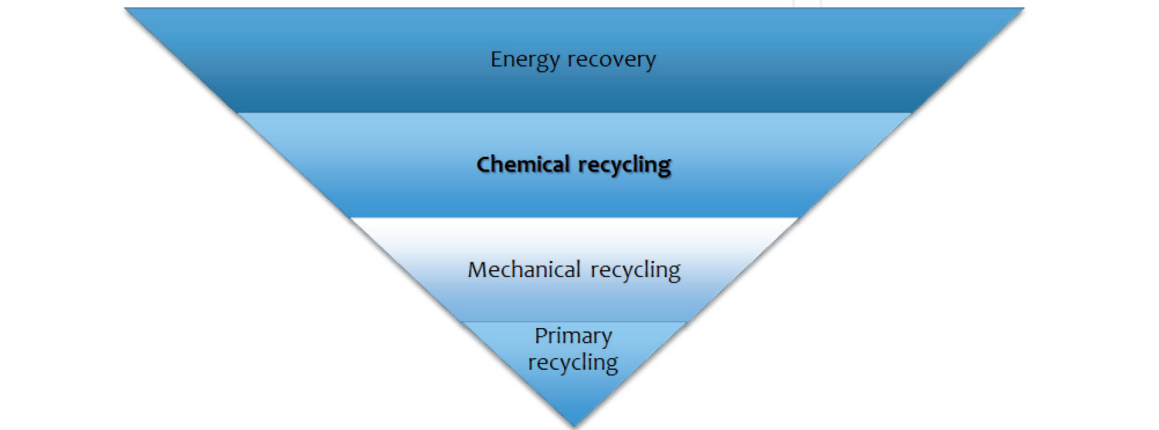 Energy recovery
Chemical recycling
Mechanical recycling
Primary
recycling